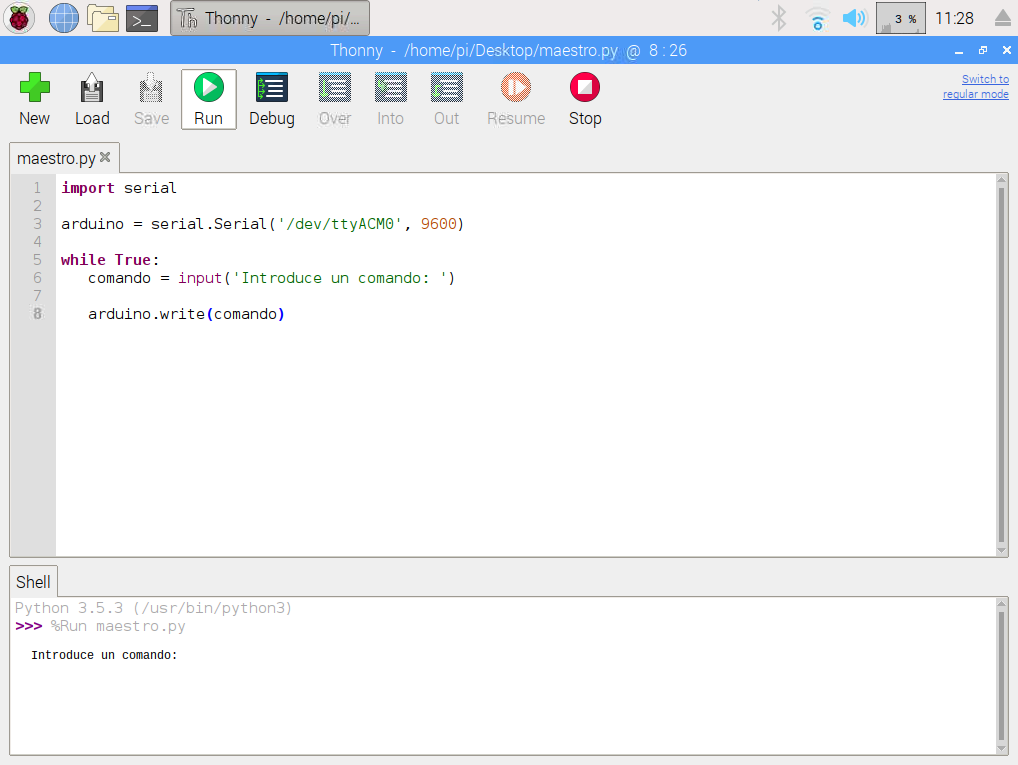 Thonny - /home/pi/...
3 %
11:28
Thonny - /home/pi/Desktop/maestro.py @ 8:26
New
Load
Save
Run
Debug
Over
Into
Out
Resume
Stop
Switch to
regular mode
maestro.py
1 import serial
2
3 arduino = serial.Serial('/dev/ttyACM0', 9600)
4
5 while True:
6    comando = input('Introduce un comando: ')
7
8    arduino.write(comando)
Shell
Python 3.5.3 (/usr/bin/python3)
>>> %Run maestro.py
Introduce un comando: